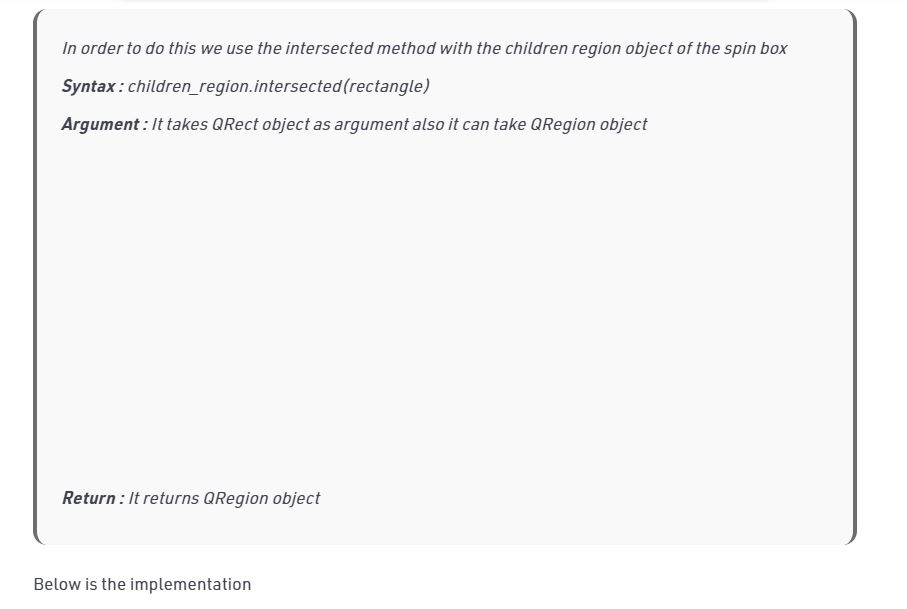 In order to do this we use the intersected method with the children region object of the spin box
Syntax : children_region.intersected(rectangle)
Argument : It takes QRect object as argument also it can take QRegion object
Return : It returns QRegion object
Below is the implementation